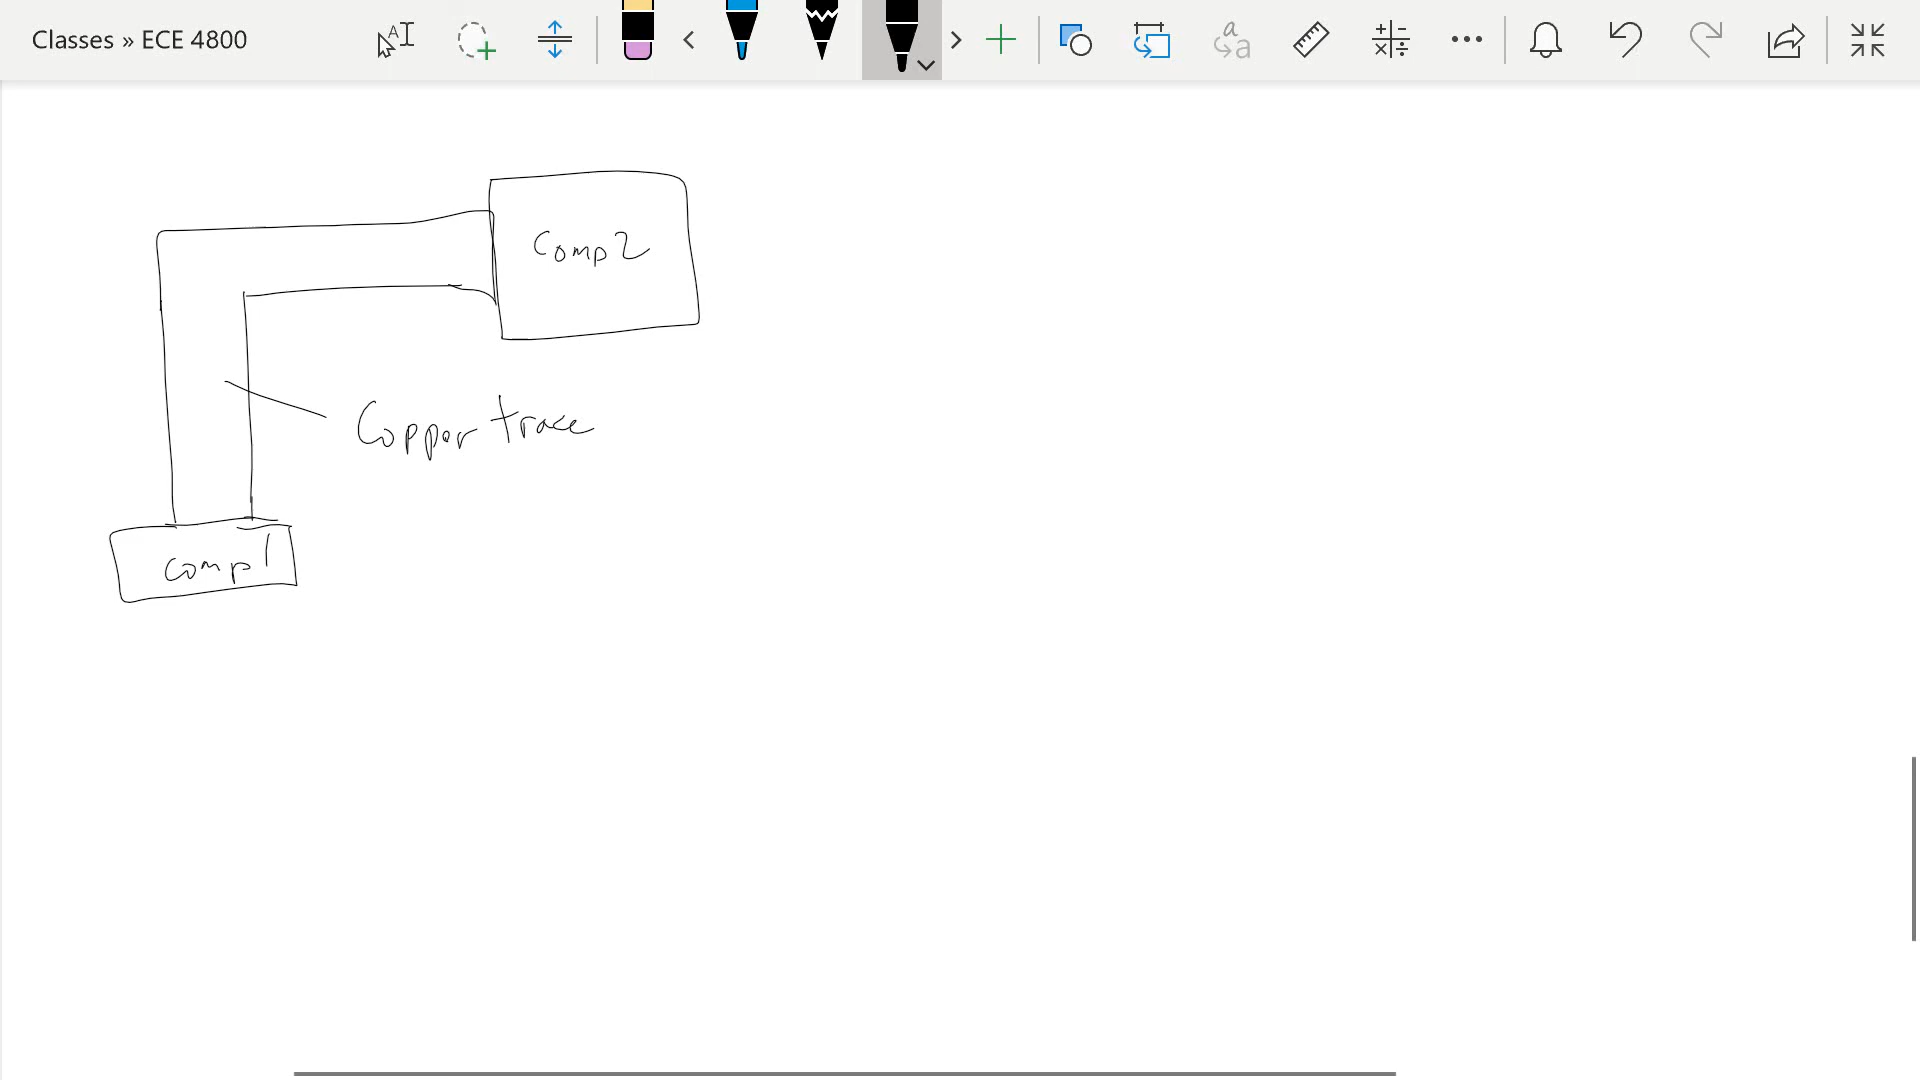 Classes » ECE 4800
Comp 2
Copper trace
comp 1